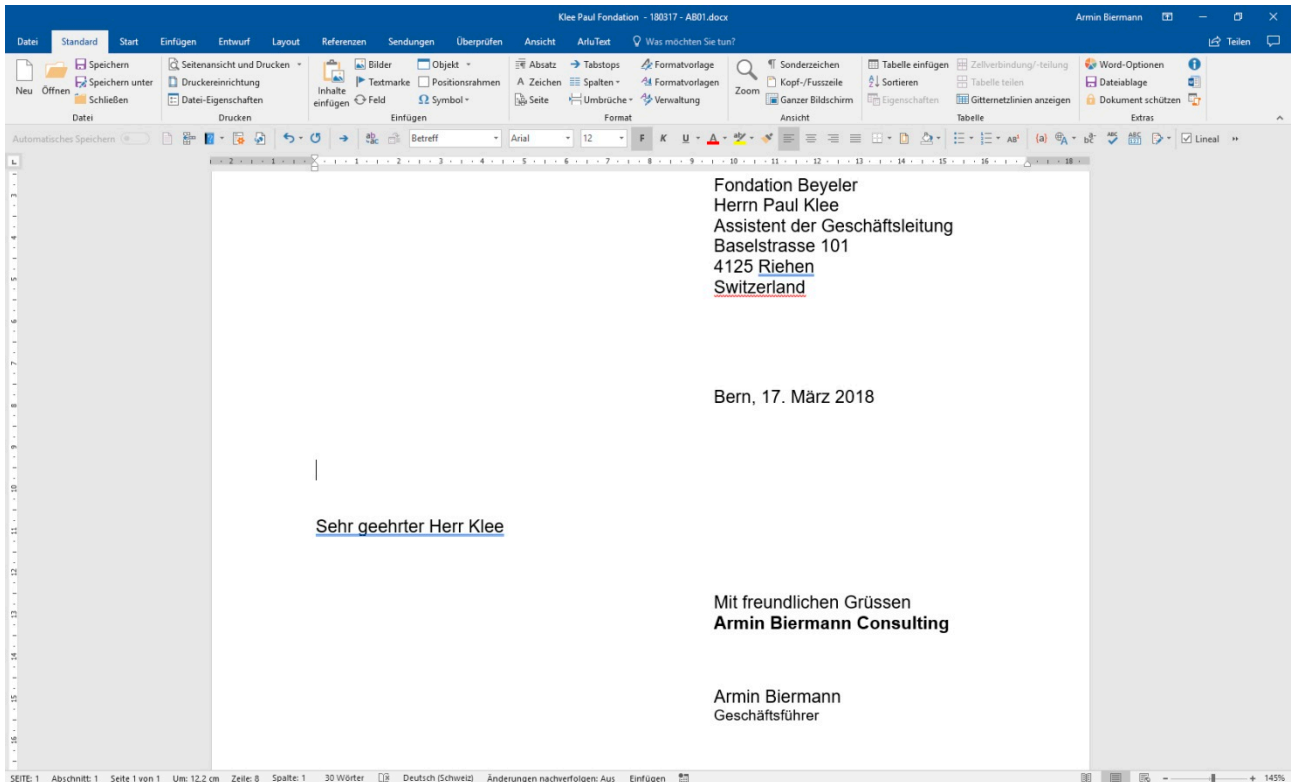 Klee Paul Fondation - 180317 - AB01.docx
Armin Biermann
Datei Standard Start Einfügen Entwurf Layout Referenzen Sendungen Überprüfen Ansicht ArluText Was möchten Sie tun? Teilen
Neu
Öffnen
Speichern
Speichern unter
Schließen
Datei
Seitenansicht und Drucken
Druckereinrichtung
Datei-Eigenschaften
Drucken
Inhalte einfügen
Bilder
Textmarke
Feld
Objekt
Positionsrahmen
Symbol
Einfügen
Absatz
Zeichen
Seite
Tabstops
Spalten
Umbrüche
Formatvorlage
Formatvorlagen
Verwaltung
Format
Zoom
Sonderzeichen
Kopf-/Fusszeile
Ganzer Bildschirm
Ansicht
Tabelle einfügen
Sortieren
Eigenschaften
Zellverbindung/-teilung
Tabelle teilen
Gitternetzlinien anzeigen
Tabelle
Word-Optionen
Dateiablage
Dokument schützen
Extras
Automatisches Speichern
Betreff
Arial
12
F K U
Lineal
Fondation Beyeler
Herrn Paul Klee
Assistent der Geschäftsleitung
Baselstrasse 101
4125 Riehen
Switzerland
Bern, 17. März 2018
Sehr geehrter Herr Klee
Mit freundlichen Grüssen
Armin Biermann Consulting
Armin Biermann
Geschäftsführer
SEITE: 1 Abschnitt: 1 Seite 1 von 1 Um: 12.2 cm Zeile: 8 Spalte: 1 30 Wörter Deutsch (Schweiz) Änderungen nachverfolgen: Aus Einfügen 145%